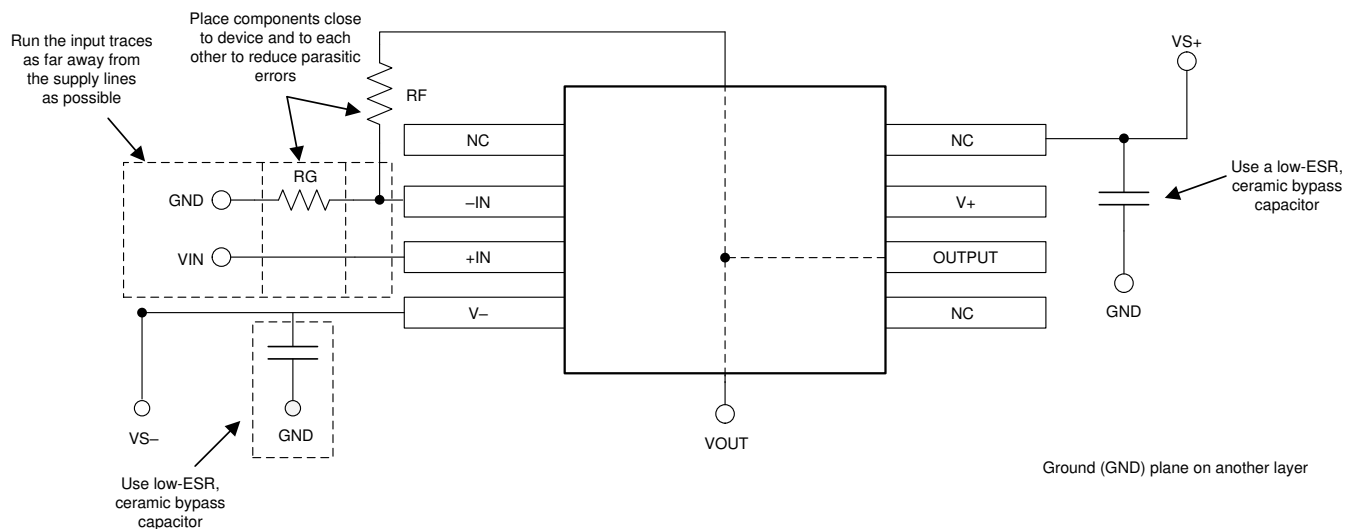 Place components close
to device and to each
other to reduce parasitic
errors
Run the input traces
as far away from
the supply lines
as possible
VS+
RF
NC
NC
Use a low-ESR,
ceramic bypass
capacitor
RG
GND
–IN
V+
VIN
+IN
OUTPUT
GND
V–
NC
VS–
GND
VOUT
Use low-ESR,
ceramic bypass
capacitor
Ground (GND) plane on another layer